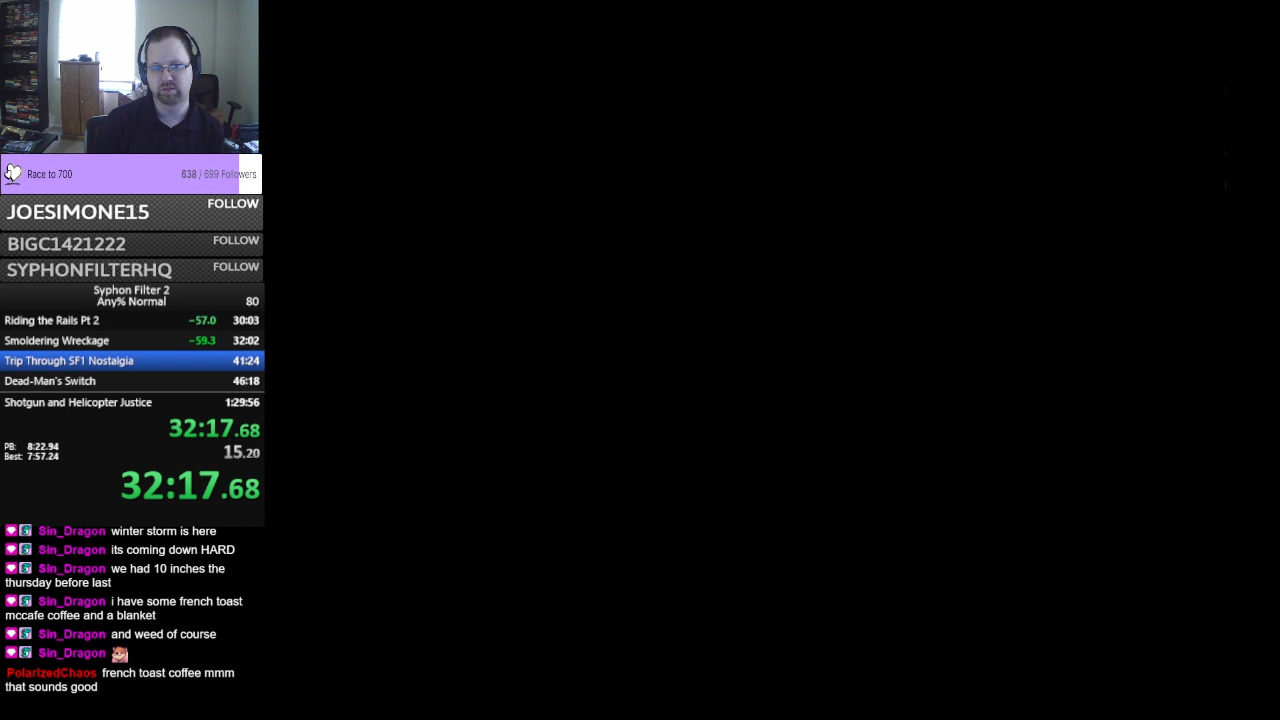 Race to 700 638 / 699 Followers
JOESIMONE15 FOLLOW
BIGC1421222 FOLLOW
SYPHONFILTERHQ FOLLOW
Syphon Filter 2
Any% Normal 80
Riding the Rails Pt 2 -57.0 30:03
Smoldering Wreckage -59.3 32:02
Trip Through SF1 Nostalgia 41:24
Dead-Man's Switch 46:18
Shotgun and Helicopter Justice 1:29:56
32:17.68
PB: 8:22.94 15.20
Best: 7:57.24
32:17.68
Sin_Dragon winter storm is here
Sin_Dragon its coming down HARD
Sin_Dragon we had 10 inches the
thursday before last
Sin_Dragon i have some french toast
mccafe coffee and a blanket
Sin_Dragon and weed of course
Sin_Dragon
PolarizedChaos french toast coffee mmm
that sounds good